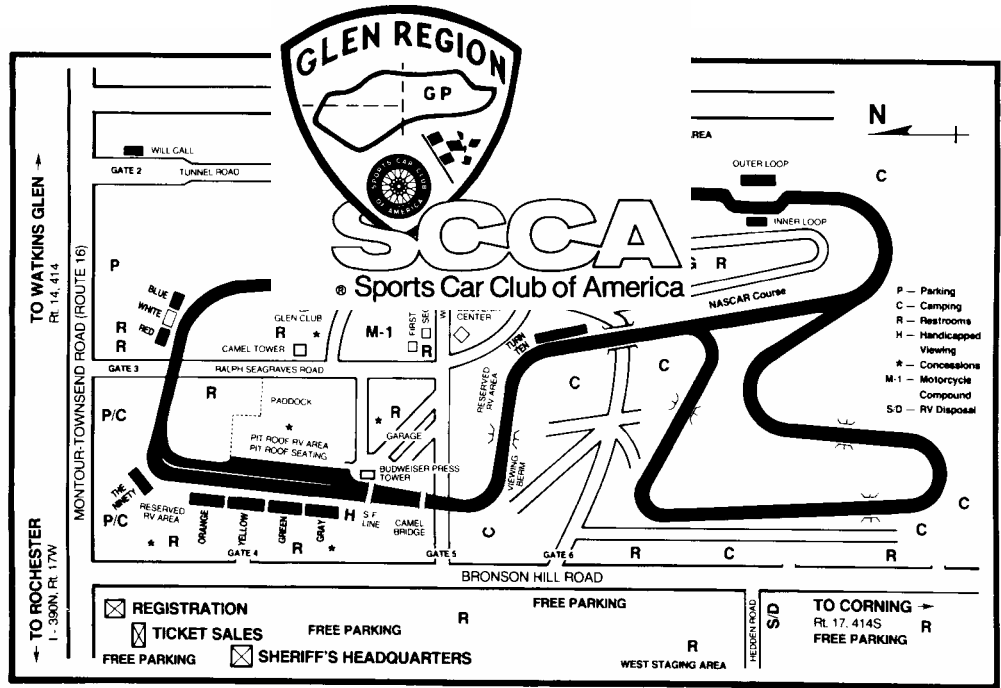 GLEN REGION
GP
SPORTS CAR CLUB
OF AMERICA
SCCA
® Sports Car Club of America
N
AREA
OUTER LOOP
C
INNER LOOP
WILL CALL
GATE 2
TUNNEL ROAD
TO WATKINS GLEN →
Rt. 14, 414
MONTOUR-TOWNSEND ROAD (ROUTE 16)
P
BLUE
WHITE
RED
R
R
R
NASCAR Course
GLEN CLUB
R *
CAMEL TOWER
M-1
FIRST
R
CENTER
TURN
TEN
P – Parking
C – Camping
R – Restrooms
H – Handicapped
Viewing
* – Concessions
M-1 – Motorcycle
Compound
S/D – RV Disposal
GATE 3
RALPH SEAGRAVES ROAD
P/C
R
PADDOCK
*
PIT ROOF RV AREA
PIT ROOF SEATING
* R
GARAGE
RESERVED
RV AREA
C
C
BUDWEISER PRESS
TOWER
VIEWING
BERM
THE
NINETY
P/C
RESERVED
RV AREA
* R
ORANGE
YELLOW
GREEN
GRAY
H
S F
LINE
CAMEL
BRIDGE
C
C
C
GATE 4
R *
GATE 5
GATE 6
R
C
R
BRONSON HILL ROAD
← TO ROCHESTER
I - 390N, Rt. 17W
REGISTRATION
TICKET SALES
FREE PARKING
SHERIFF'S HEADQUARTERS
FREE PARKING
R
FREE PARKING
R
WEST STAGING AREA
HEDDEN ROAD
S/D
TO CORNING →
Rt. 17, 414S
R
FREE PARKING